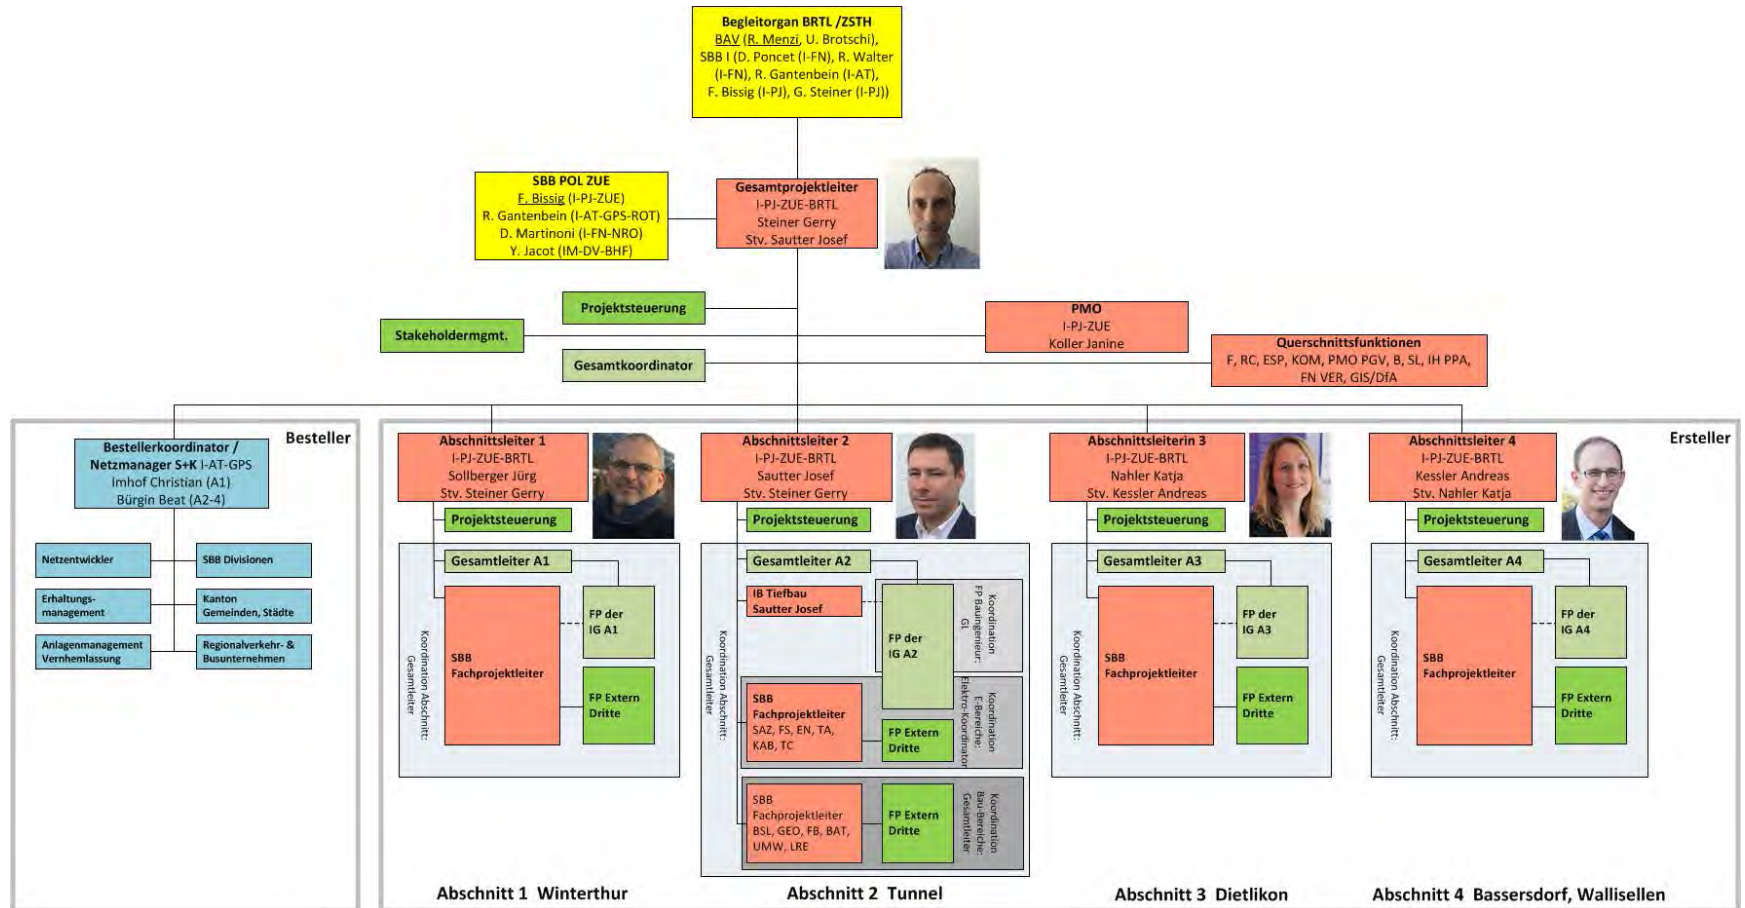 Begleitorgan BRTL /ZSTH
BAV (R. Menzi, U. Brotschi),
SBB I (D. Poncet (I-FN), R. Walter
(I-FN), R. Gantenbein (I-AT),
F. Bissig (I-PJ), G. Steiner (I-PJ))
SBB POL ZUE
F. Bissig (I-PJ-ZUE)
R. Gantenbein (I-AT-GPS-ROT)
D. Martinoni (I-FN-NRO)
Y. Jacot (IM-DV-BHF)
Gesamtprojektleiter
I-PJ-ZUE-BRTL
Steiner Gerry
Stv. Sautter Josef
Projektsteuerung
Stakeholdermgmt.
Gesamtkoordinator
PMO
I-PJ-ZUE
Koller Janine
Querschnittsfunktionen
F, RC, ESP, KOM, PMO PGV, B, SL, IH PPA,
FN VER, GIS/DfA
Besteller
Bestellerkoordinator /
Netzmanager S+K I-AT-GPS
Imhof Christian (A1)
Bürgin Beat (A2-4)
Netzentwickler
SBB Divisionen
Erhaltungs-
management
Kanton
Gemeinden, Städte
Anlagenmanagement
Vernhemlassung
Regionalverkehr- &
Busunternehmen
Ersteller
Abschnittsleiter 1
I-PJ-ZUE-BRTL
Sollberger Jürg
Stv. Steiner Gerry
Projektsteuerung
Gesamtleiter A1
Koordination Abschnitt:
Gesamtleiter
SBB
Fachprojektleiter
FP der
IG A1
FP Extern
Dritte
Abschnitt 1 Winterthur
Abschnittsleiter 2
I-PJ-ZUE-BRTL
Sautter Josef
Stv. Steiner Gerry
Projektsteuerung
Gesamtleiter A2
Koordination Abschnitt:
Gesamtleiter
IB Tiefbau
Sautter Josef
FP der
IG A2
Koordination
FP Bauingenieur:
GL
SBB
Fachprojektleiter
SAZ, FS, EN, TA,
KAB, TC
FP Extern
Dritte
Koordination
E-Bereiche:
Elektro-Koordinator
SBB
Fachprojektleiter
BSL, GEO, FB, BAT,
UMW, LRE
FP Extern
Dritte
Koordination
Bau-Bereiche:
Gesamtleiter
Abschnitt 2 Tunnel
Abschnittsleiterin 3
I-PJ-ZUE-BRTL
Nahler Katja
Stv. Kessler Andreas
Projektsteuerung
Gesamtleiter A3
Koordination Abschnitt:
Gesamtleiter
SBB
Fachprojektleiter
FP der
IG A3
FP Extern
Dritte
Abschnitt 3 Dietlikon
Abschnittsleiter 4
I-PJ-ZUE-BRTL
Kessler Andreas
Stv. Nahler Katja
Projektsteuerung
Gesamtleiter A4
Koordination Abschnitt:
Gesamtleiter
SBB
Fachprojektleiter
FP der
IG A4
FP Extern
Dritte
Abschnitt 4 Bassersdorf, Wallisellen